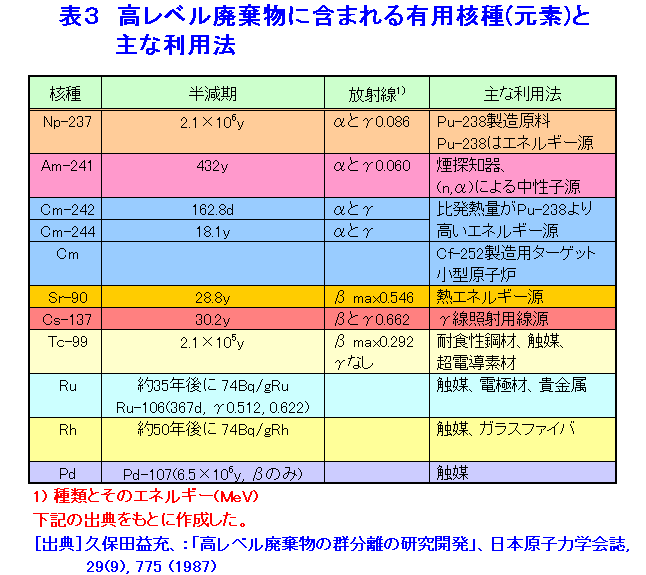 表3 高レベル廃棄物に含まれる有用核種(元素)と
主な利用法
核種 半減期 放射線1) 主な利用法
Np-237 2.1×10⁶y αとγ0.086 Pu-238製造原料
Pu-238はエネルギー源
Am-241 432y αとγ0.060 煙探知器、
(n,α)による中性子源
Cm-242 162.8d αとγ 比発熱量がPu-238より
Cm-244 18.1y αとγ 高いエネルギー源
Cm Cf-252製造用ターゲット
小型原子炉
Sr-90 28.8y β max0.546 熱エネルギー源
Cs-137 30.2y βとγ0.662 γ線照射用線源
Tc-99 2.1×10⁵y β max0.292 耐食性鋼材、触媒、
γなし 超電導素材
Ru 約35年後に 74Bq/gRu 触媒、電極材、貴金属
Ru-106(367d, γ0.512, 0.622)
Rh 約50年後に 74Bq/gRh 触媒、ガラスファイバ
Pd Pd-107(6.5×10⁶y, βのみ) 触媒
1) 種類とそのエネルギー(MeV)
下記の出典をもとに作成した。
[出典]久保田益充、:「高レベル廃棄物の群分離の研究開発」、日本原子力学会誌,
29(9), 775 (1987)